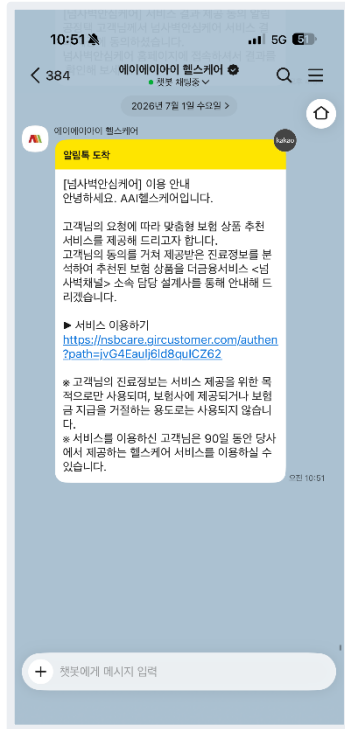 10:51
5G
384
에이에이아이 헬스케어
챗봇 채팅중
2026년 7월 1일 수요일
에이에이아이 헬스케어
kakao
알림톡 도착
[넘사벽안심케어] 이용 안내
안녕하세요. AAI헬스케어입니다.
고객님의 요청에 따라 맞춤형 보험 상품 추천
서비스를 제공해 드리고자 합니다.
고객님의 동의를 거쳐 제공받은 진료정보를 분
석하여 추천된 보험 상품을 더금융서비스 <넘
사벽채널> 소속 담당 설계사를 통해 안내해 드
리겠습니다.
▶ 서비스 이용하기
https://nsbcare.gircustomer.com/authen
?path=jvG4Eaulj6ld8qulCZ62
※ 고객님의 진료정보는 서비스 제공을 위한 목
적으로만 사용되며, 보험사에 제공되거나 보험
금 지급을 거절하는 용도로는 사용되지 않습니
다.
※ 서비스를 이용하신 고객님은 90일 동안 당사
에서 제공하는 헬스케어 서비스를 이용하실 수
있습니다.
오전 10:51
챗봇에게 메시지 입력